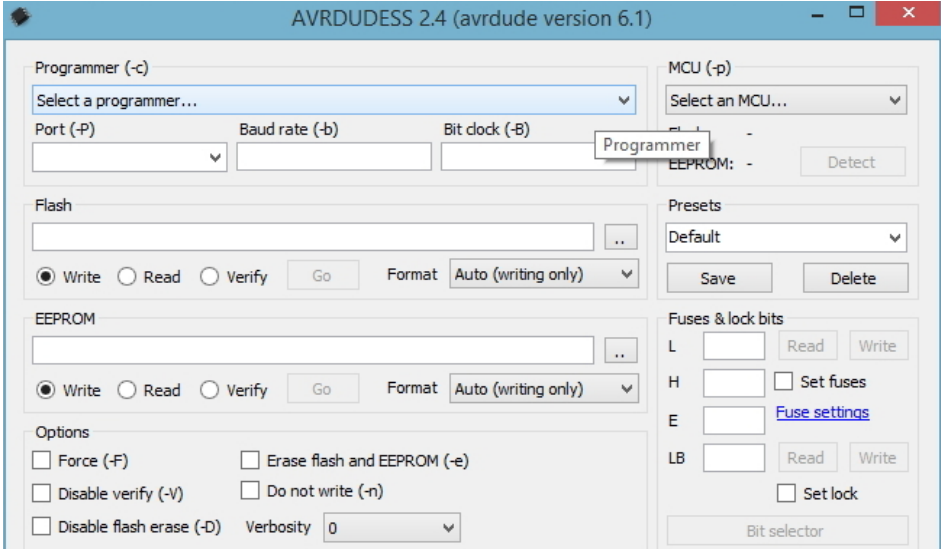 AVRDUDESS 2.4 (avrdude version 6.1)
Programmer (-c)
Select a programmer...
Port (-P) Baud rate (-b) Bit clock (-B)
Programmer
MCU (-p)
Select an MCU...
-
EEPROM: - Detect
Flash
..
Write Read Verify Go Format Auto (writing only)
Presets
Default
Save Delete
EEPROM
..
Write Read Verify Go Format Auto (writing only)
Fuses & lock bits
L Read Write
H Set fuses
Fuse settings
E
LB Read Write
Set lock
Bit selector
Options
Force (-F) Erase flash and EEPROM (-e)
Disable verify (-V) Do not write (-n)
Disable flash erase (-D) Verbosity 0